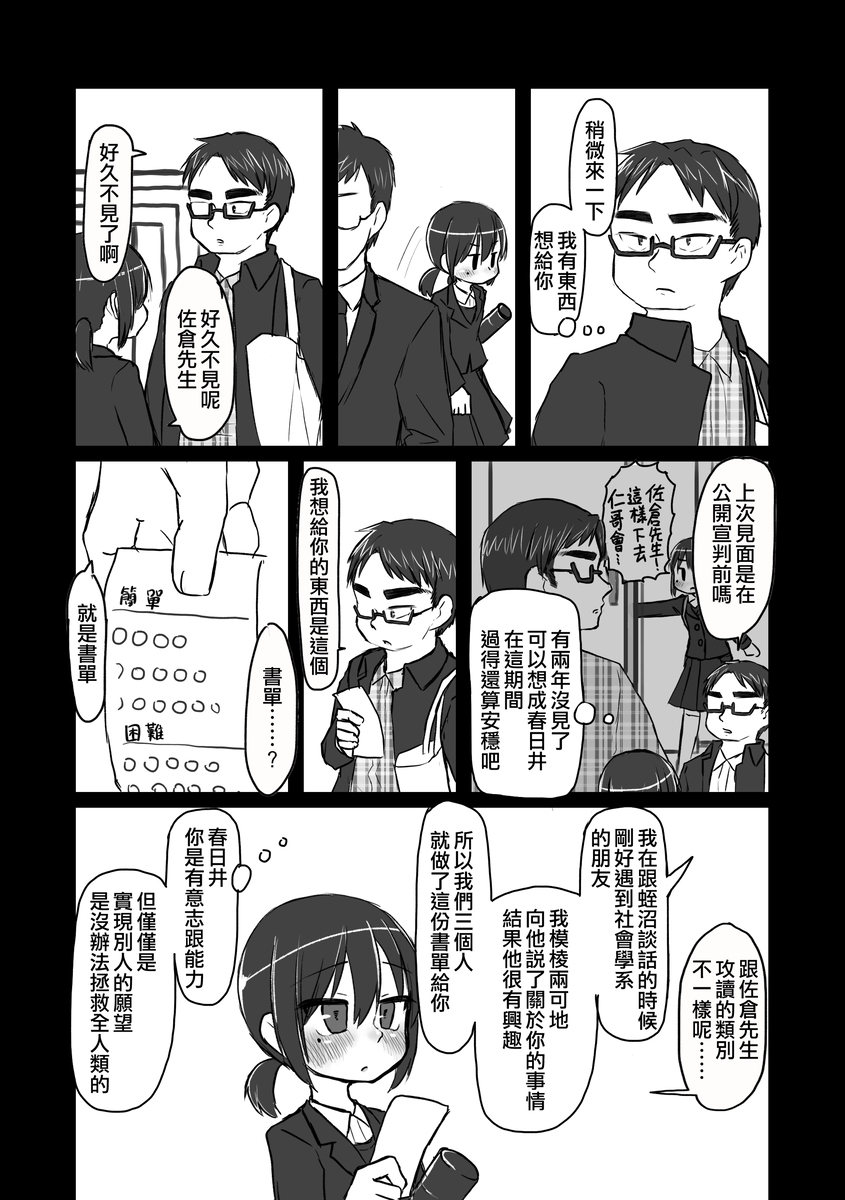 稍微來一下
我有東西
想給你
好久不見了啊
好久不見呢
佐倉先生
上次見面是在
公開宣判前嗎
佐倉先生！
這樣下去
仁哥會…
有兩年沒見了
可以想成春日井
在這期間
過得還算安穩吧
我想給你的東西是這個
書單……？
簡單
○○○○
○○○○○
○○○○○
困難
○○○○○○
○○○○○
就是書單
跟佐倉先生
攻讀的類別
不一樣呢……
我在跟蛭沼談話的時候
剛好遇到社會學系
的朋友
我模棱兩可地
向他説了關於你的事情
結果他很有興趣
所以我們三個人
就做了這份書單給你
春日井
你是有意志跟能力
但僅僅是
實現別人的願望
是沒辦法拯救全人類的